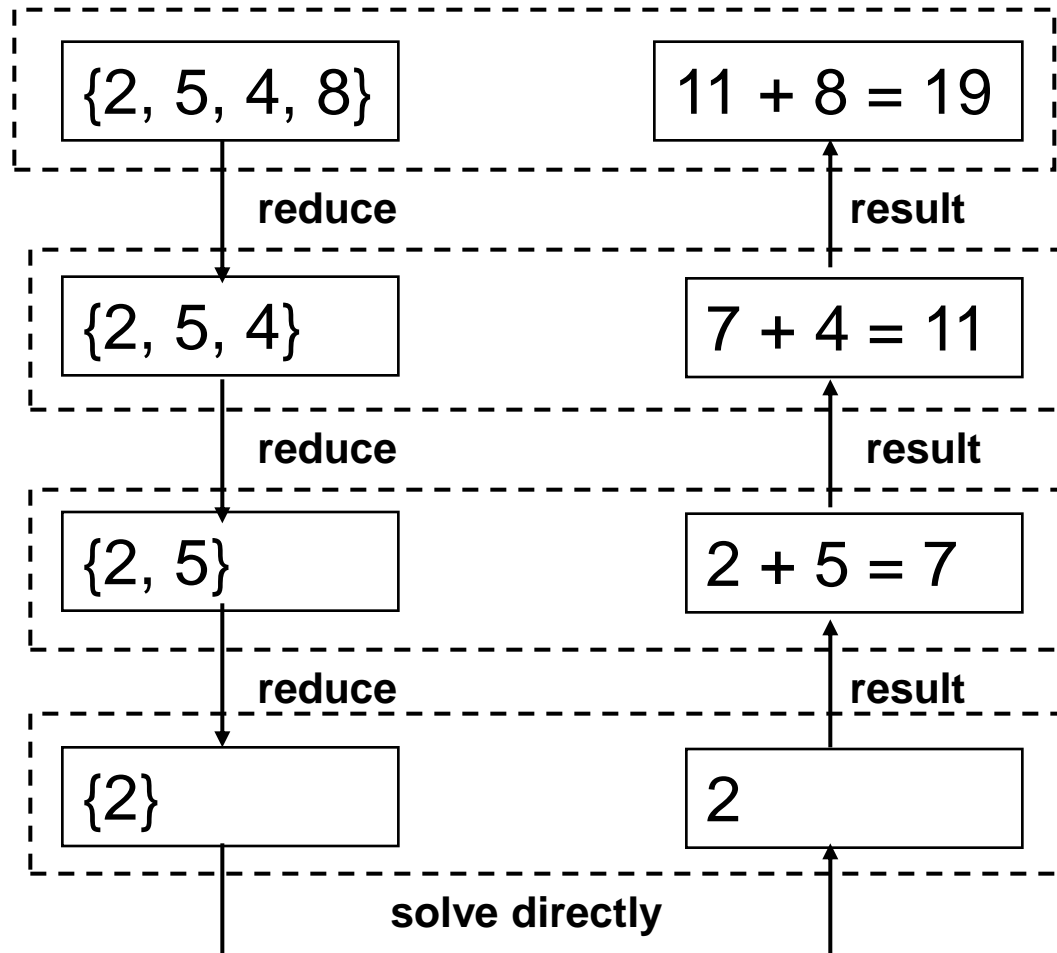 {2, 5, 4, 8}
11 + 8 = 19
reduce
result
{2, 5, 4}
7 + 4 = 11
reduce
result
{2, 5}
2 + 5 = 7
reduce
result
{2}
2
solve directly